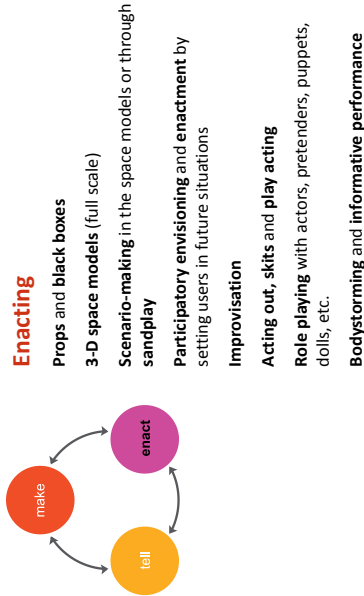 Enacting
Props and black boxes
3-D space models (full scale)
Scenario-making in the space models or through
sandplay
Participatory envisioning and enactment by
setting users in future situations
Improvisation
Acting out, skits and play acting
Role playing with actors, pretenders, puppets,
dolls, etc.
Bodystorming and informative performance
make
tell
enact